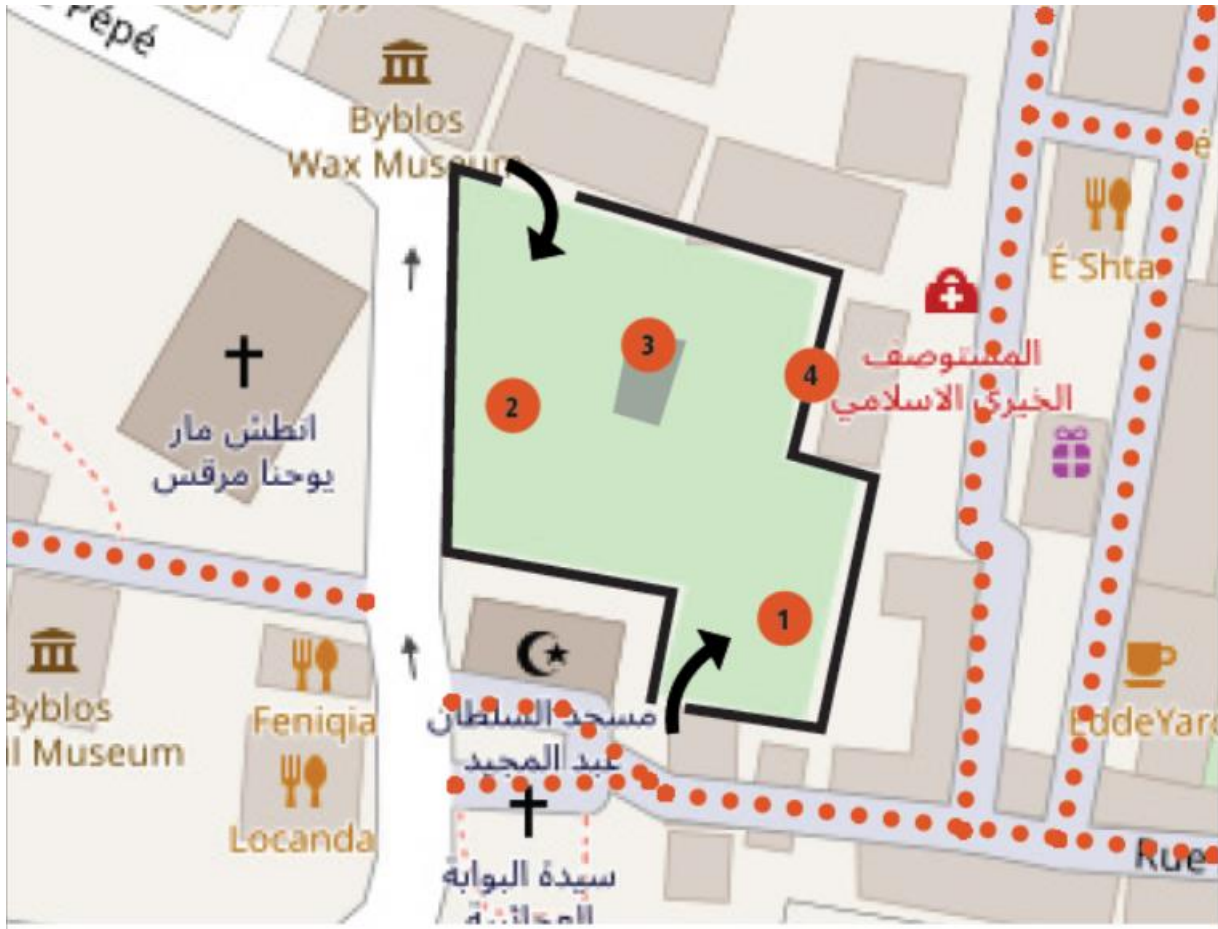 Pépé
Byblos
Wax Museum
É Shta
المستوصف
الخيري الاسلامي
3
4
2
انطش مار
يوحنا مرقس
1
Byblos
l Museum
Feniqia
Locanda
مسجد السلطان
عبد المجيد
EddeYard
سيدة البوابة
Rue